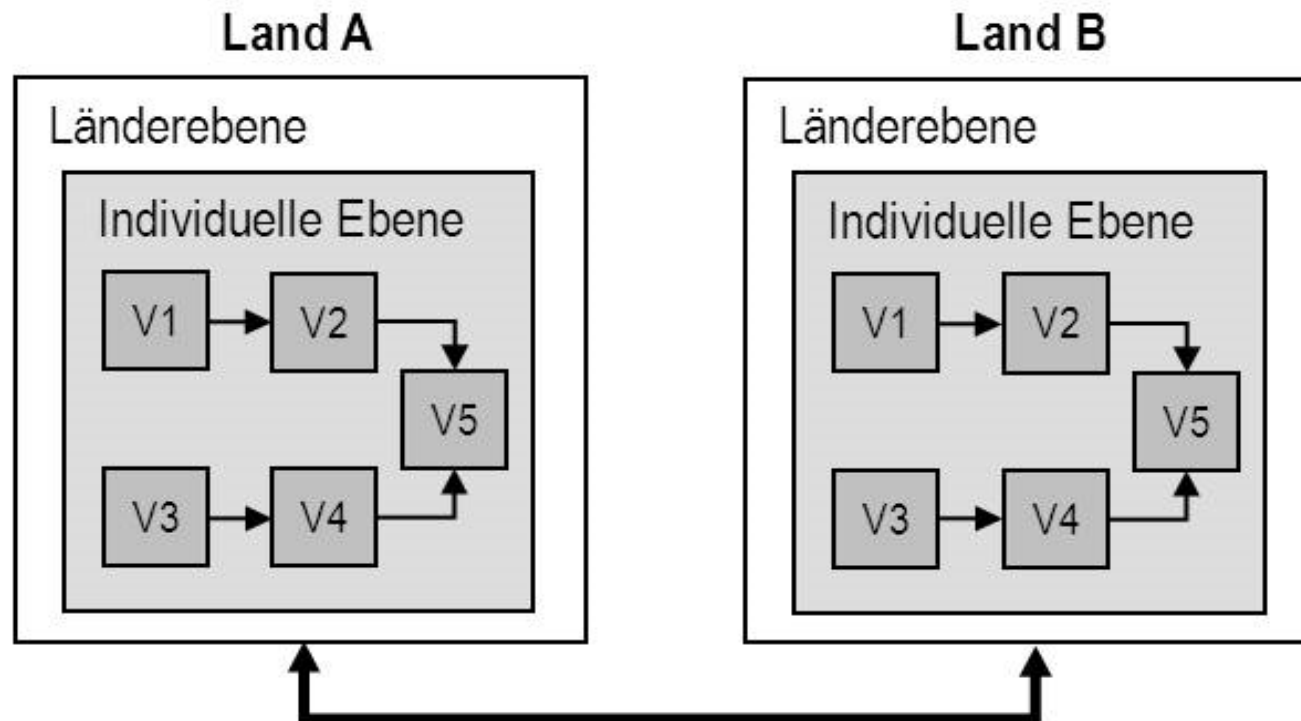 Land A
Land B
Länderebene
Länderebene
Individuelle Ebene
Individuelle Ebene
V1
V2
V1
V2
V5
V5
V3
V4
V3
V4